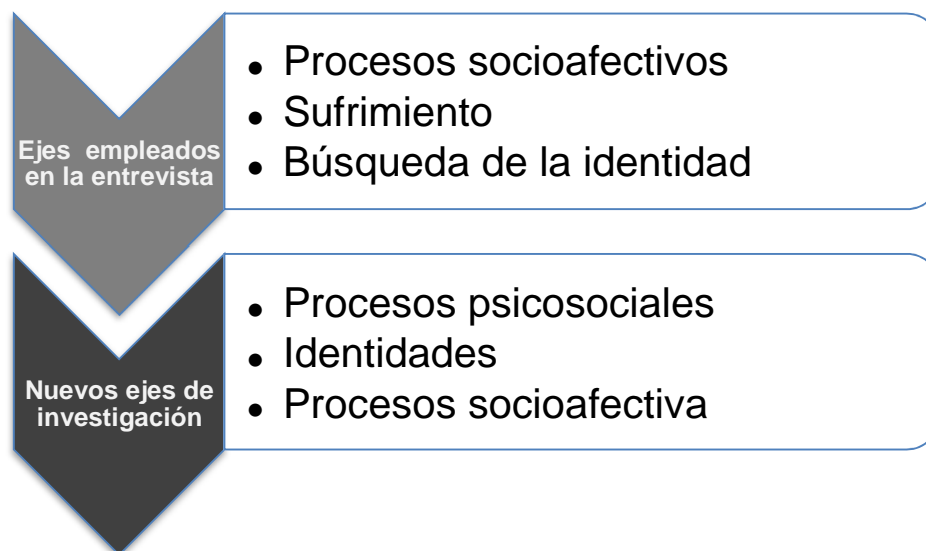 Ejes empleados
en la entrevista
• Procesos socioafectivos
• Sufrimiento
• Búsqueda de la identidad
Nuevos ejes de
investigación
• Procesos psicosociales
• Identidades
• Procesos socioafectiva